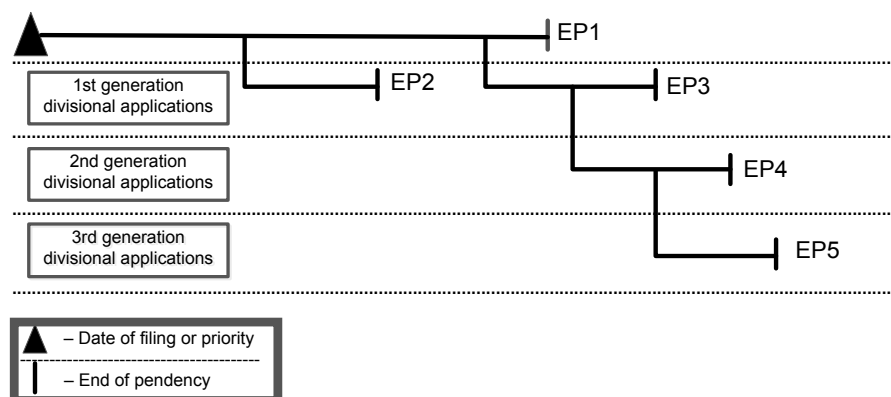 EP1
1st generation
divisional applications
EP2
EP3
2nd generation
divisional applications
EP4
3rd generation
divisional applications
EP5
– Date of filing or priority
– End of pendency